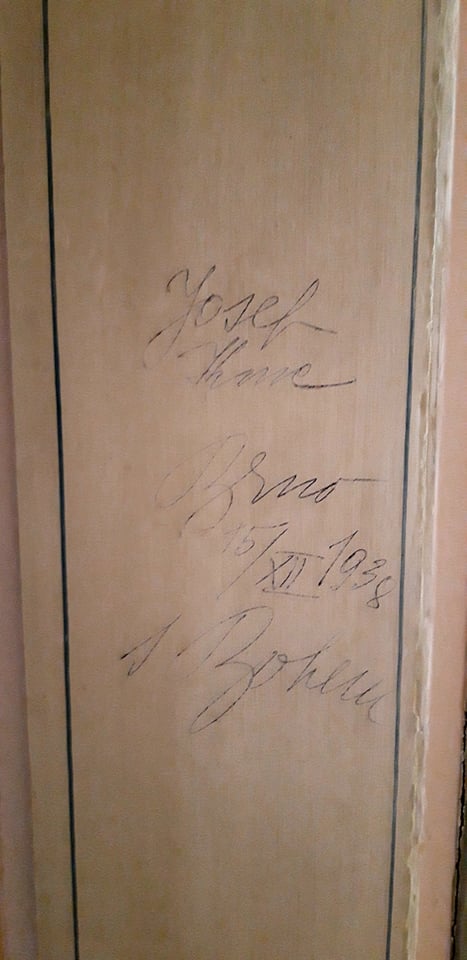 Josef
Brno
15/XII 1938
s Bohem